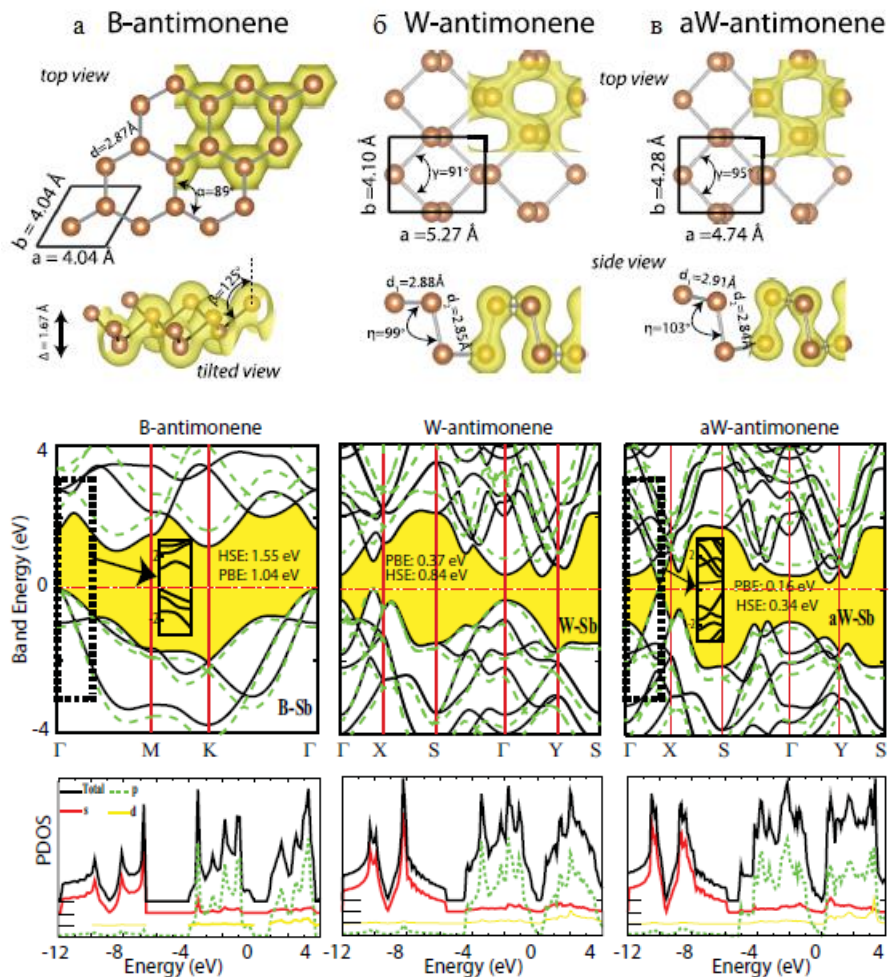 а B-antimonene
б W-antimonene
в aW-antimonene
top view
top view
d=2.87Å
α=89°
b = 4.04 Å
a = 4.04 Å
b=4.10 Å
γ=91°
a =5.27 Å
b=4.28 Å
γ=95°
a =4.74 Å
side view
Δ = 1.67 Å
β=125°
tilted view
d₁=2.88Å
d₂=2.85Å
η=99°
d₁=2.91Å
d₂=2.84Å
η=103°
B-antimonene
W-antimonene
aW-antimonene
Band Energy (eV)
4
0
-4
2
-2
HSE: 1.55 eV
PBE: 1.04 eV
B-Sb
Γ M K Γ
PBE: 0.37 eV
HSE: 0.84 eV
W-Sb
Γ X S Γ Y S
2
-2
PBE: 0.16 eV
HSE: 0.34 eV
aW-Sb
Γ X S Γ Y S
PDOS
Total p
s d
-12 -8 -4 0 4
Energy (eV)
-12 -8 -4 0 4
Energy (eV)
-12 -8 -4 0 4
Energy (eV)